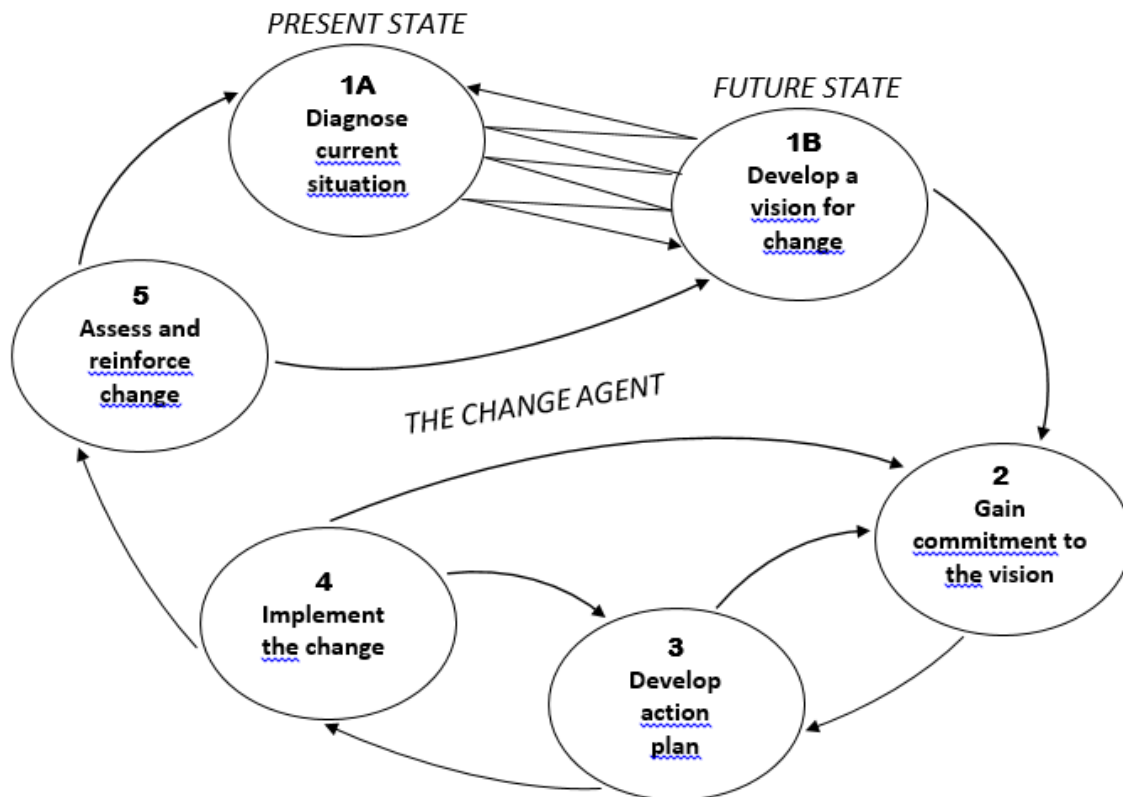 PRESENT STATE
1A
Diagnose
current
situation
FUTURE STATE
1B
Develop a
vision for
change
5
Assess and
reinforce
change
THE CHANGE AGENT
2
Gain
commitment to
the vision
4
Implement
the change
3
Develop
action
plan